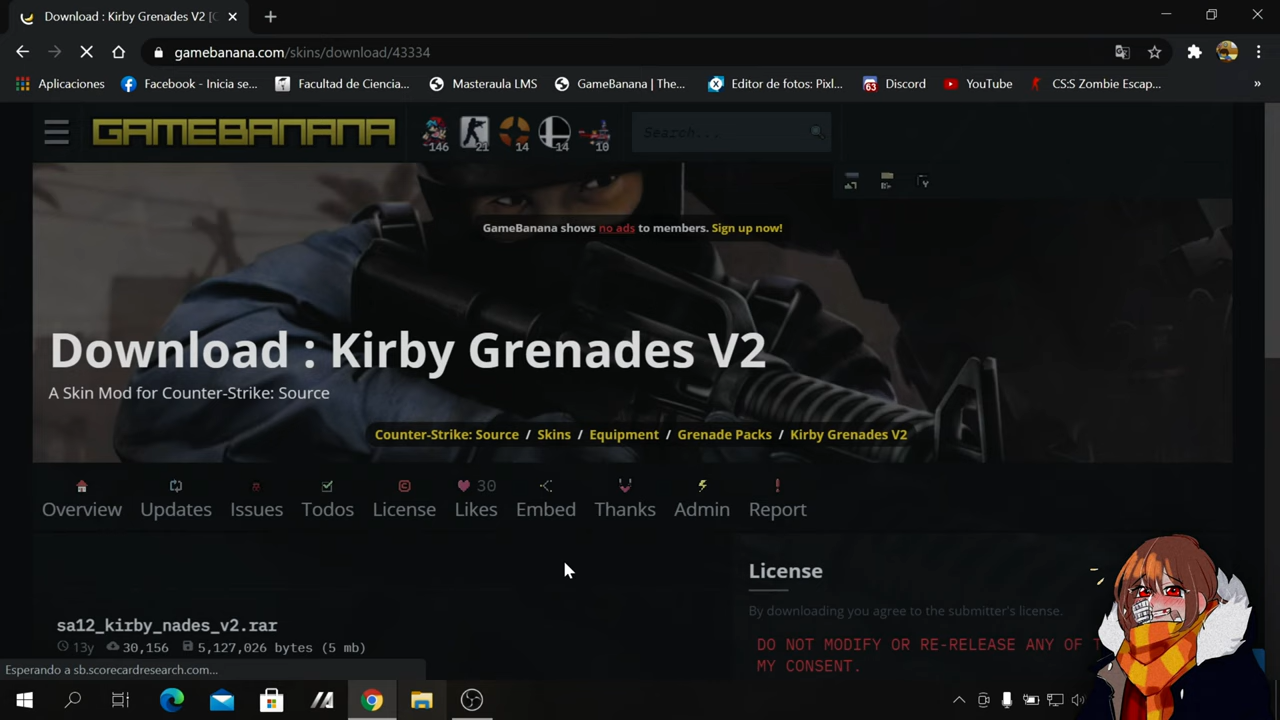 Download : Kirby Grenades V2 [C
gamebanana.com/skins/download/43334
Aplicaciones
Facebook - Inicia se...
Facultad de Ciencia...
Masteraula LMS
GameBanana | The...
Editor de fotos: Pixl...
63
Discord
YouTube
CS:S Zombie Escap...
»
GAMEBANANA
146
21
14
14
10
Search...
GameBanana shows no ads to members. Sign up now!
Download : Kirby Grenades V2
A Skin Mod for Counter-Strike: Source
Counter-Strike: Source / Skins / Equipment / Grenade Packs / Kirby Grenades V2
30
Overview Updates Issues Todos License Likes Embed Thanks Admin Report
License
By downloading you agree to the submitter's license.
DO NOT MODIFY OR RE-RELEASE ANY OF
MY CONSENT.
sa12_kirby_nades_v2.rar
13y 30,156 5,127,026 bytes (5 mb)
Esperando a sb.scorecardresearch.com...